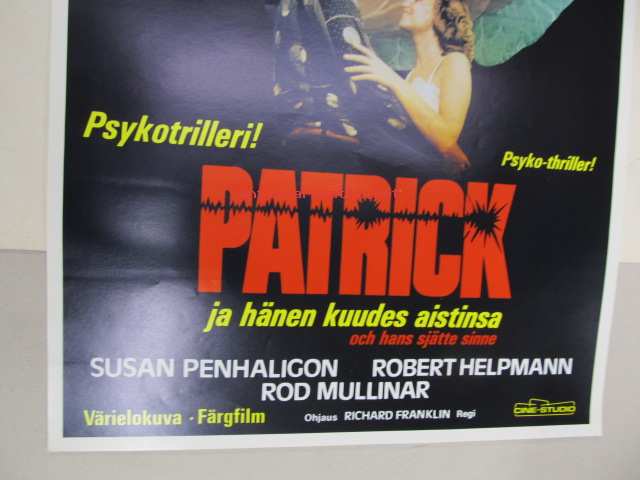 Psykotrilleri!
Psyko-thriller!
PATRICK
ja hänen kuudes aistinsa
och hans sjätte sinne
SUSAN PENHALIGON ROBERT HELPMANN
ROD MULLINAR
Värielokuva · Färgfilm
Ohjaus RICHARD FRANKLIN Regi
CINE-STUDIO